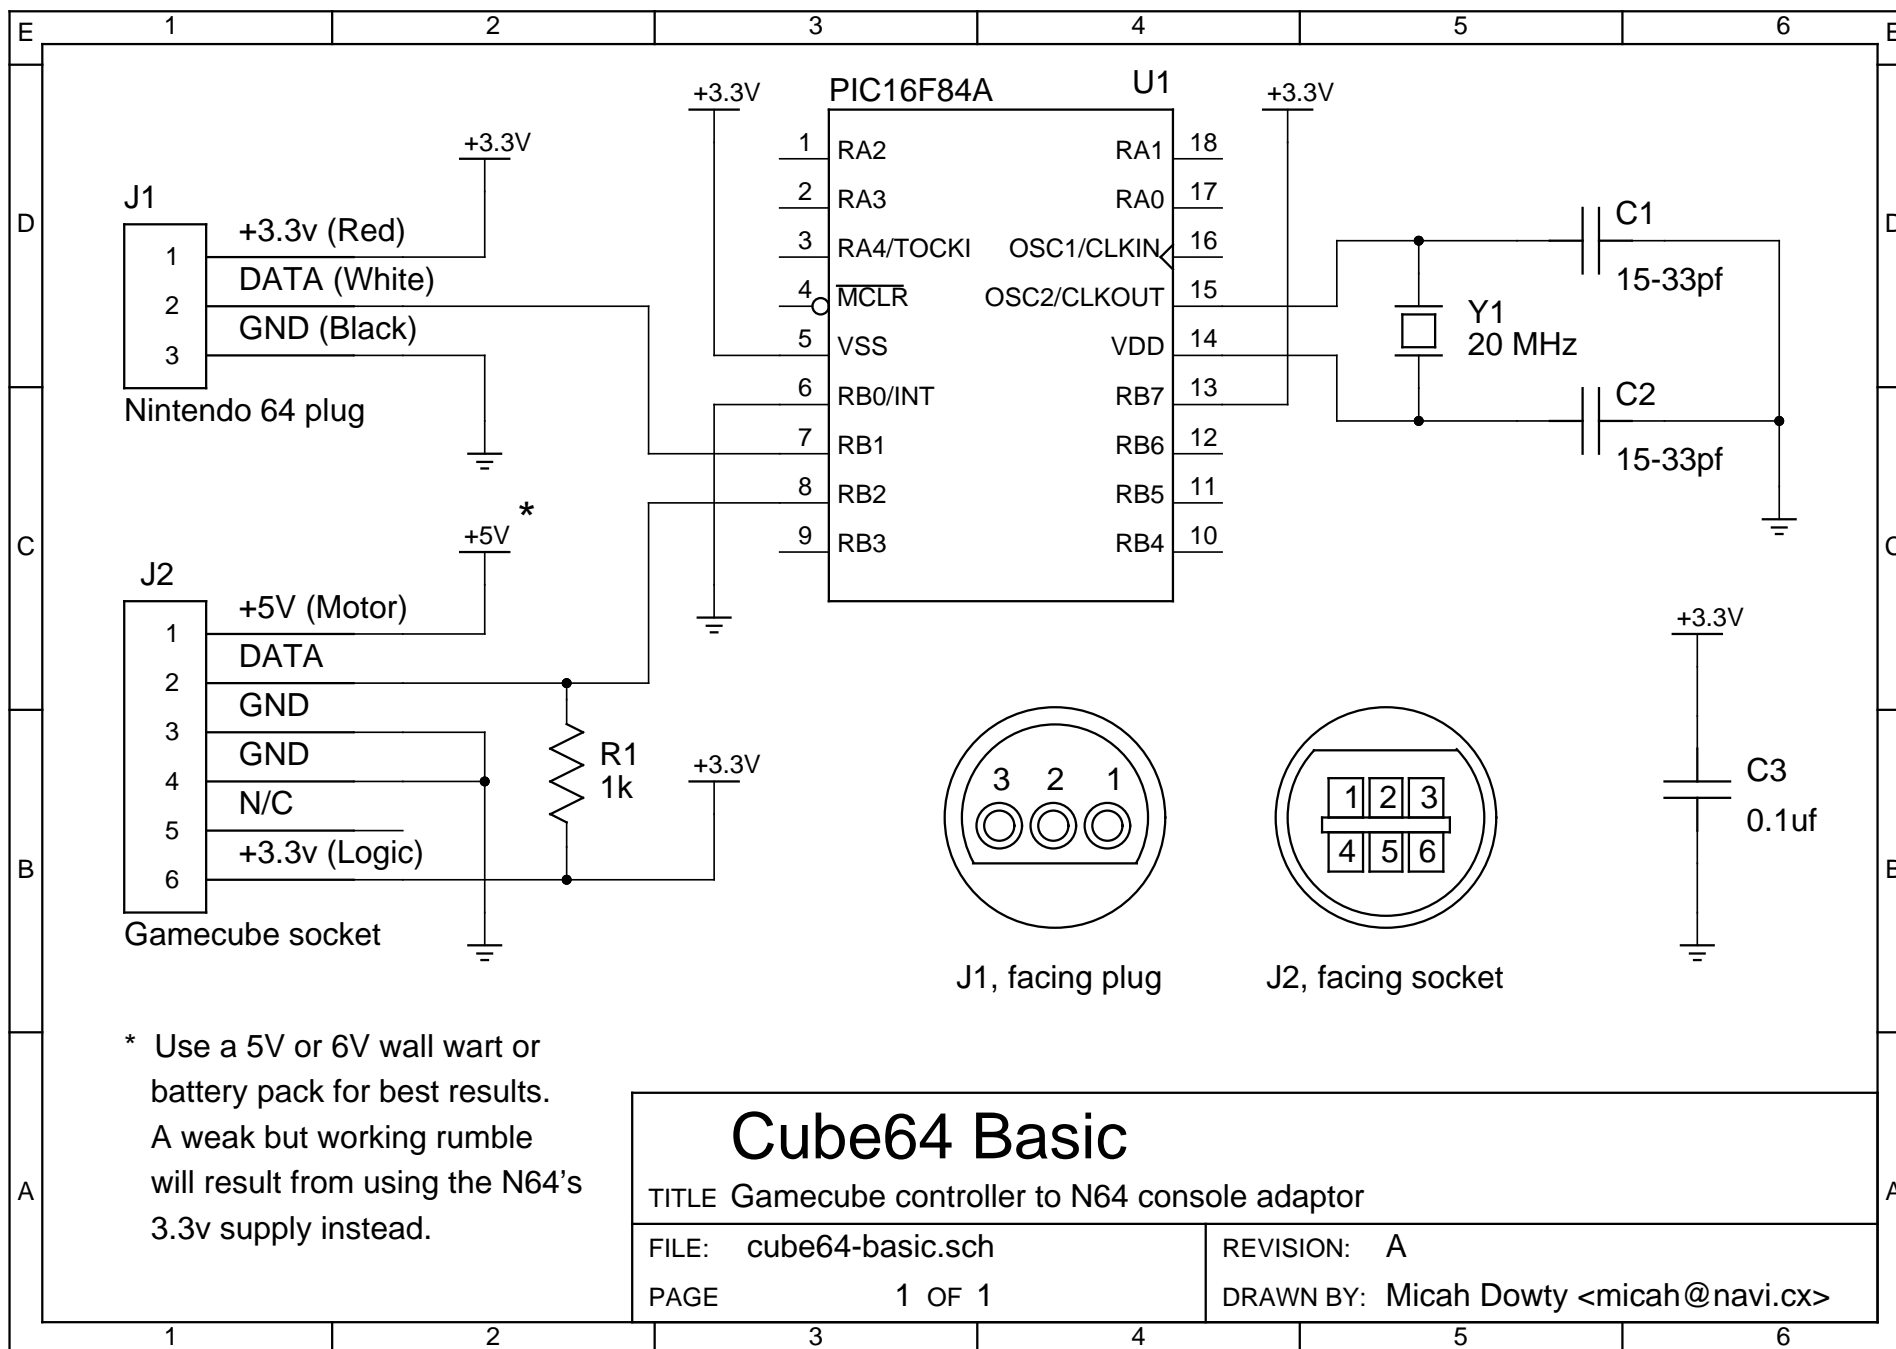 1 2 3 4 5 6
E E
+3.3V PIC16F84A U1 +3.3V
1 RA2 RA1 18
2 RA3 RA0 17
3 RA4/TOCKI OSC1/CLKIN 16
4 MCLR OSC2/CLKOUT 15
5 VSS VDD 14
6 RB0/INT RB7 13
7 RB1 RB6 12
8 RB2 RB5 11
9 RB3 RB4 10
+3.3V
J1
D D
1 +3.3v (Red)
2 DATA (White)
3 GND (Black)
Nintendo 64 plug
C1
15-33pf
Y1
20 MHz
C2
15-33pf
*
+5V
C C
J2
1 +5V (Motor)
2 DATA
3 GND
4 GND
5 N/C
6 +3.3v (Logic)
Gamecube socket
R1
1k
+3.3V
3 2 1
J1, facing plug
1 2 3
4 5 6
J2, facing socket
+3.3V
C3
0.1uf
B B
* Use a 5V or 6V wall wart or
battery pack for best results.
A weak but working rumble
will result from using the N64's
3.3v supply instead.
A A
Cube64 Basic
TITLE Gamecube controller to N64 console adaptor
FILE: cube64-basic.sch REVISION: A
PAGE 1 OF 1 DRAWN BY: Micah Dowty <micah@navi.cx>
1 2 3 4 5 6